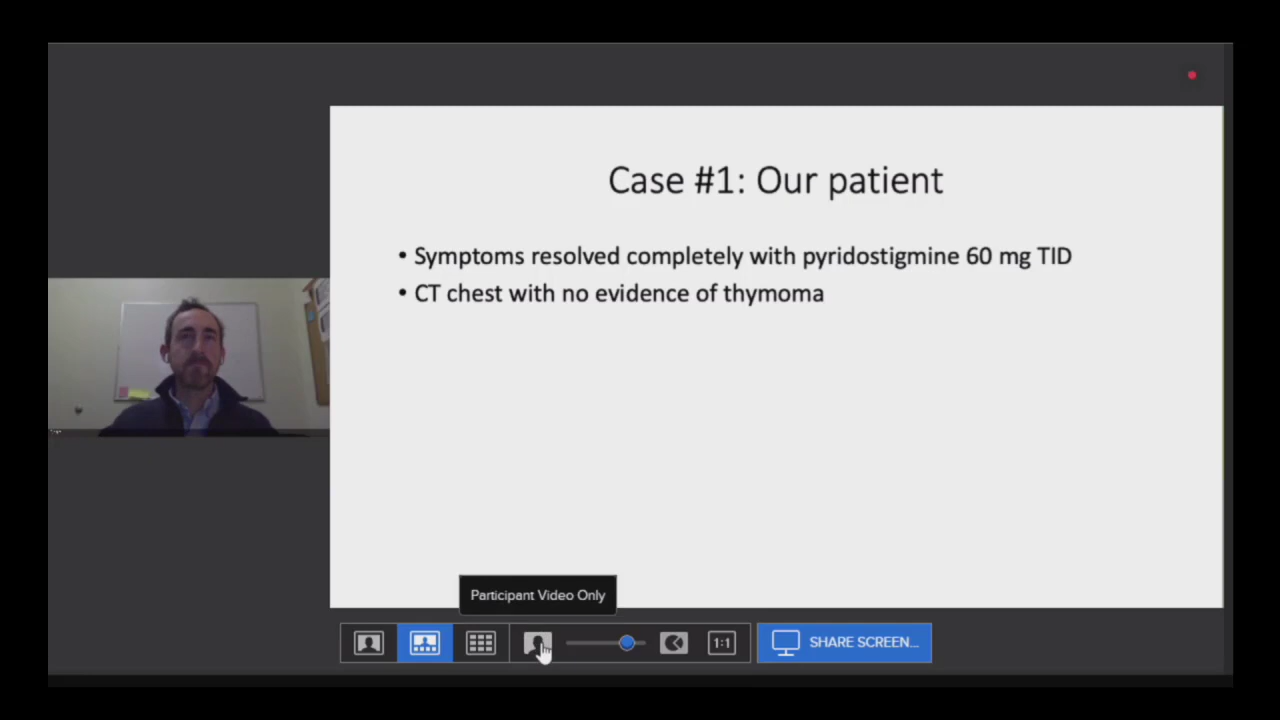 Case #1: Our patient
• Symptoms resolved completely with pyridostigmine 60 mg TID
• CT chest with no evidence of thymoma
Participant Video Only
1:1
SHARE SCREEN...